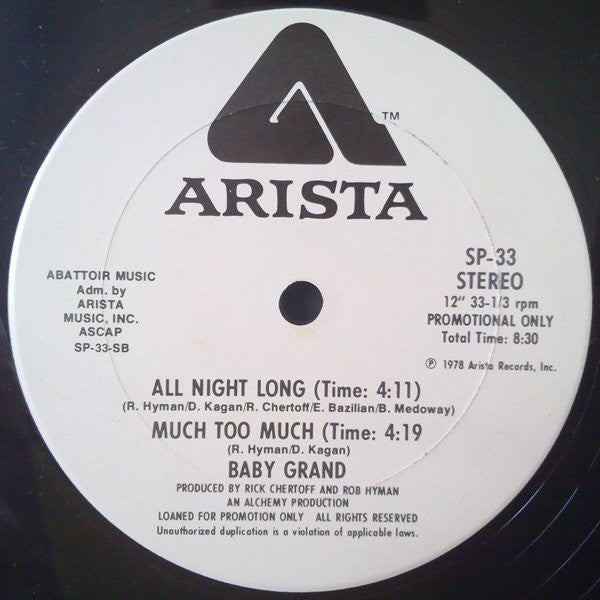 ™
ARISTA
ABATTOIR MUSIC
Adm. by
ARISTA
MUSIC, INC.
ASCAP
SP-33-SB
SP-33
STEREO
12" 33-1/3 rpm
PROMOTIONAL ONLY
Total Time: 8:30
℗ 1978 Arista Records, Inc.
ALL NIGHT LONG (Time: 4:11)
(R. Hyman/D. Kagan/R. Chertoff/E. Bazilian/B. Medoway)
MUCH TOO MUCH (Time: 4:19
(R. Hyman/D. Kagan)
BABY GRAND
PRODUCED BY RICK CHERTOFF AND ROB HYMAN
AN ALCHEMY PRODUCTION
LOANED FOR PROMOTION ONLY ALL RIGHTS RESERVED
Unauthorized duplication is a violation of applicable laws.